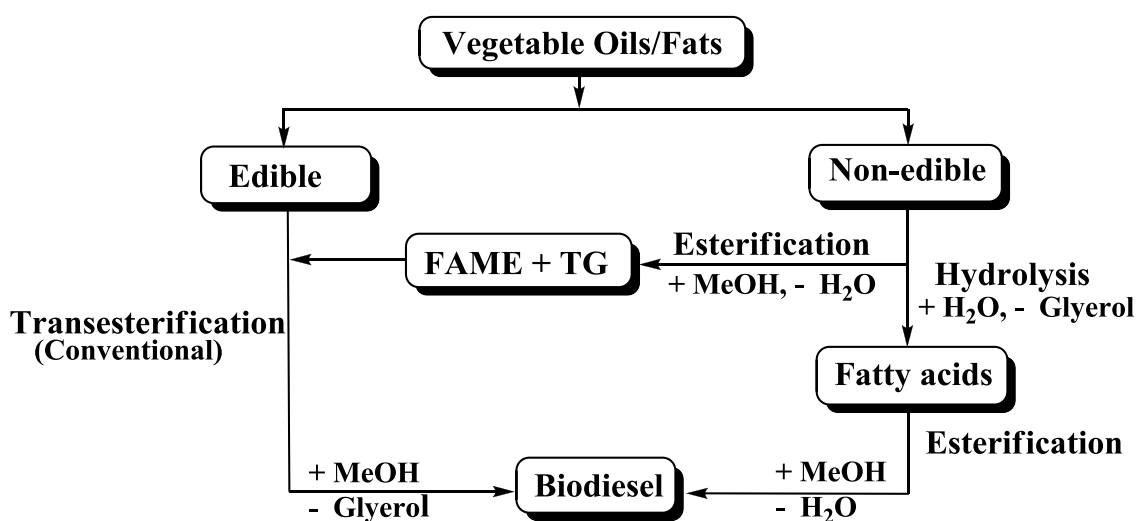 Vegetable Oils/Fats
Edible
Non-edible
FAME + TG
Esterification
+ MeOH, - H₂O
Hydrolysis
+ H₂O, - Glyerol
Transesterification
(Conventional)
Fatty acids
Esterification
+ MeOH
- Glyerol
Biodiesel
+ MeOH
- H₂O